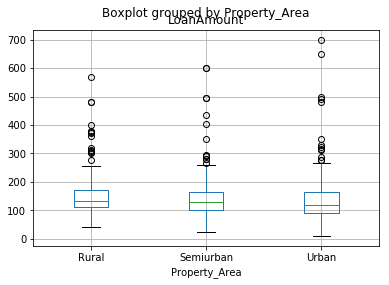 Boxplot grouped by Property_Area
LoanAmount
700
600
500
400
300
200
100
0
Rural Semiurban Urban
Property_Area